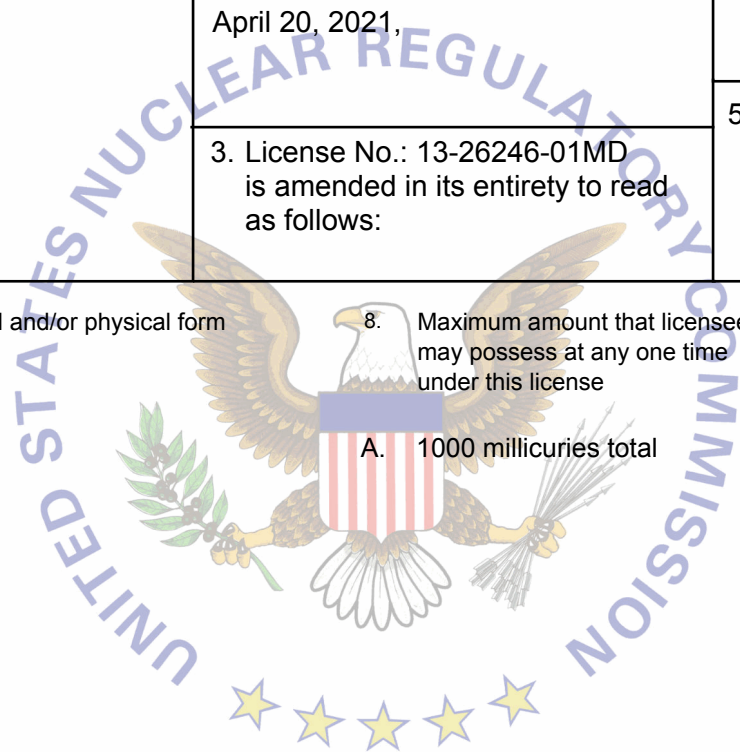 April 20, 2021,
5
3. License No.: 13-26246-01MD
is amended in its entirety to read
as follows:
and/or physical form
8. Maximum amount that licensee
may possess at any one time
under this license
A. 1000 millicuries total
UNITED STATES NUCLEAR REGULATORY COMMISSION